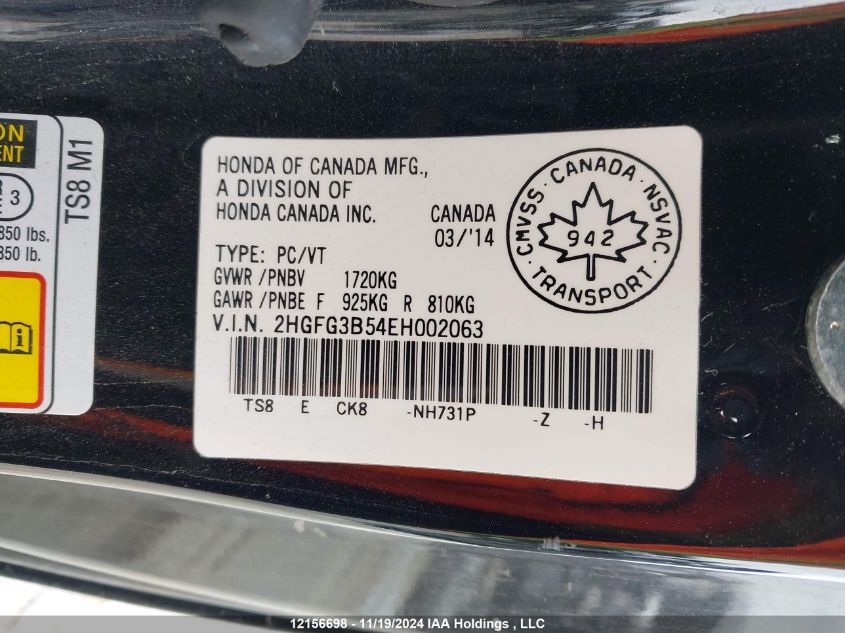 ON
ENT
3
850 lbs.
850 lb.
TS8 M1
HONDA OF CANADA MFG.,
A DIVISION OF
HONDA CANADA INC.
CANADA
03/'14
TYPE: PC/VT
GVWR /PNBV 1720KG
GAWR /PNBE F 925KG R 810KG
V.I.N. 2HGFG3B54EH002063
TS8 E CK8 -NH731P -Z -H
CMVSS · CANADA · NSVAC
942
TRANSPORT
12156698 - 11/19/2024 IAA Holdings , LLC